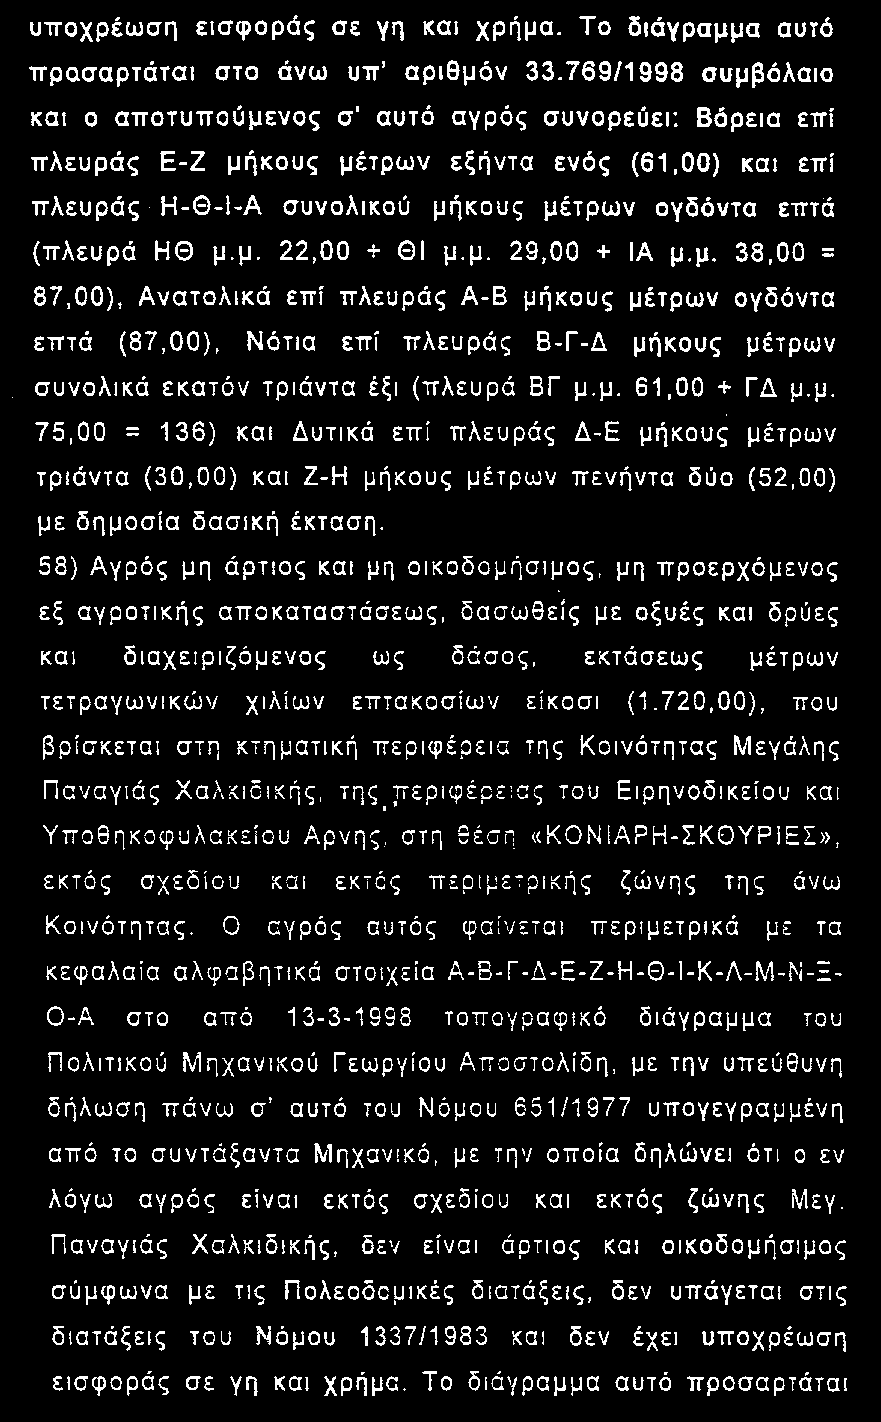 υποχρέωση εισφοράς σε γη και χρήμα. Το διάγραμμα αυτό
προσαρτάται στο άνω υπ' αριθμόν 33.769/1998 συμβόλαιο
και ο αποτυπούμενος σ' αυτό αγρός συνορεύει: Βόρεια επί
πλευράς Ε-Ζ μήκους μέτρων εξήντα ενός (61,00) και επί
πλευράς Η-Θ-Ι-Α συνολικού μήκους μέτρων ογδόντα επτά
(πλευρά ΗΘ μ.μ. 22,00 + ΘΙ μ.μ. 29,00 + ΙΑ μ.μ. 38,00 =
87,00), Ανατολικά επί πλευράς Α-Β μήκους μέτρων ογδόντα
επτά (87,00), Νότια επί πλευράς Β-Γ-Δ μήκους μέτρων
συνολικά εκατόν τριάντα έξι (πλευρά ΒΓ μ.μ. 61,00 + ΓΔ μ.μ.
75,00 = 136) και Δυτικά επί πλευράς Δ-Ε μήκους μέτρων
τριάντα (30,00) και Ζ-Η μήκους μέτρων πενήντα δύο (52,00)
με δημοσία δασική έκταση.
58) Αγρός μη άρτιος και μη οικοδομήσιμος, μη προερχόμενος
εξ αγροτικής αποκαταστάσεως, δασωθείς με οξυές και δρύες
και διαχειριζόμενος ως δάσος, εκτάσεως μέτρων
τετραγωνικών χιλίων επτακοσίων είκοσι (1.720,00), που
βρίσκεται στη κτηματική περιφέρεια της Κοινότητας Μεγάλης
Παναγιάς Χαλκιδικής, της περιφέρειας του Ειρηνοδικείου και
Υποθηκοφυλακείου Αρνης, στη θέση «ΚΟΝΙΑΡΗ-ΣΚΟΥΡΙΕΣ»,
εκτός σχεδίου και εκτός περιμετρικής ζώνης της άνω
Κοινότητας. Ο αγρός αυτός φαίνεται περιμετρικά με τα
κεφαλαία αλφαβητικά στοιχεία Α-Β-Γ-Δ-Ε-Ζ-Η-Θ-Ι-Κ-Λ-Μ-Ν-Ξ-
Ο-Α στο από 13-3-1998 τοπογραφικό διάγραμμα του
Πολιτικού Μηχανικού Γεωργίου Αποστολίδη, με την υπεύθυνη
δήλωση πάνω σ' αυτό του Νόμου 651/1977 υπογεγραμμένη
από το συντάξαντα Μηχανικό, με την οποία δηλώνει ότι ο εν
λόγω αγρός είναι εκτός σχεδίου και εκτός ζώνης Μεγ.
Παναγιάς Χαλκιδικής, δεν είναι άρτιος και οικοδομήσιμος
σύμφωνα με τις Πολεοδομικές διατάξεις, δεν υπάγεται στις
διατάξεις του Νόμου 1337/1983 και δεν έχει υποχρέωση
εισφοράς σε γη και χρήμα. Το διάγραμμα αυτό προσαρτάται